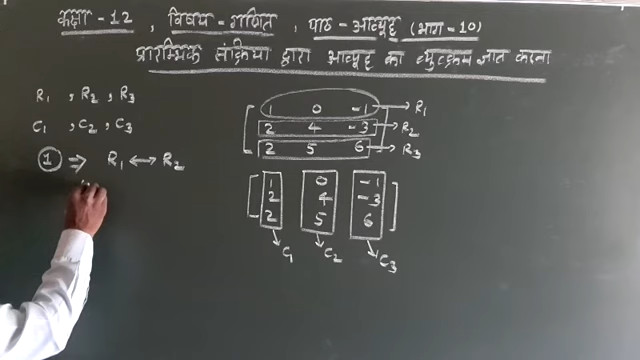 कक्षा - 12 , विषय - गणित , पाठ - आव्यूह (भाग - 10)
प्रारम्भिक संक्रिया द्वारा आव्यूह का व्युत्क्रम ज्ञात करना
R₁ , R₂ , R₃
C₁ , C₂ , C₃
① ⇒ R₁ ↔ R₂
1 0 -1 → R₁
2 4 -3 → R₂
2 5 6 → R₃
1 0 -1
2 4 -3
2 5 6
C₁ C₂ C₃